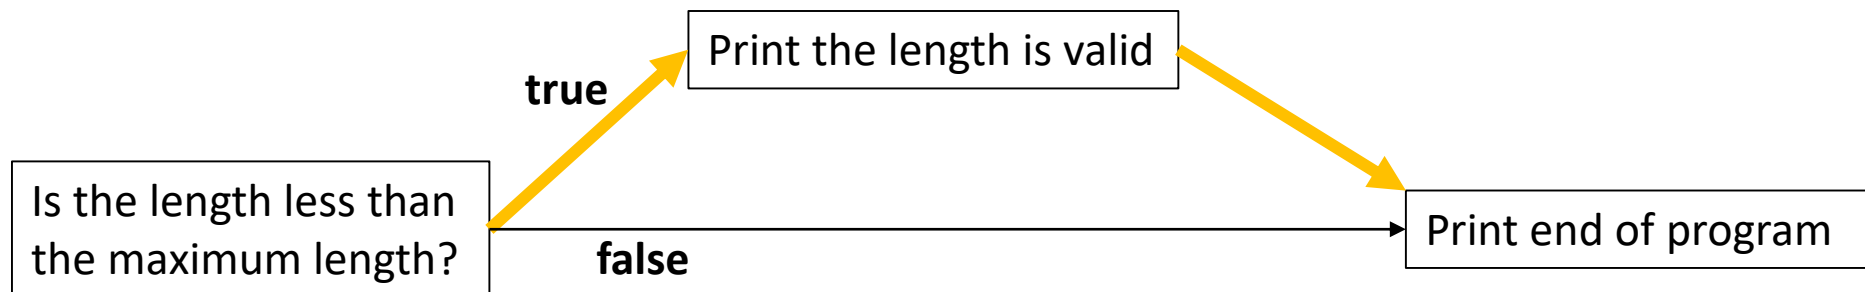 Print the length is valid
true
Is the length less than
the maximum length?
false
Print end of program